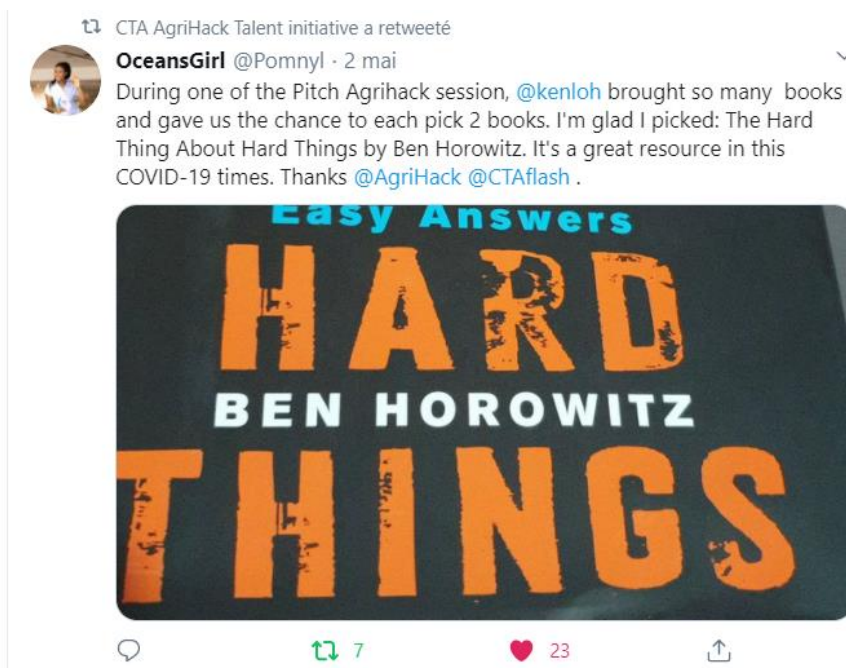 CTA AgriHack Talent initiative a retweeté
OceansGirl @Pomnyl · 2 mai
During one of the Pitch Agrihack session, @kenloh brought so many books
and gave us the chance to each pick 2 books. I'm glad I picked: The Hard
Thing About Hard Things by Ben Horowitz. It's a great resource in this
COVID-19 times. Thanks @AgriHack @CTAflash .
Easy Answers
HARD
BEN HOROWITZ
THINGS
7
23